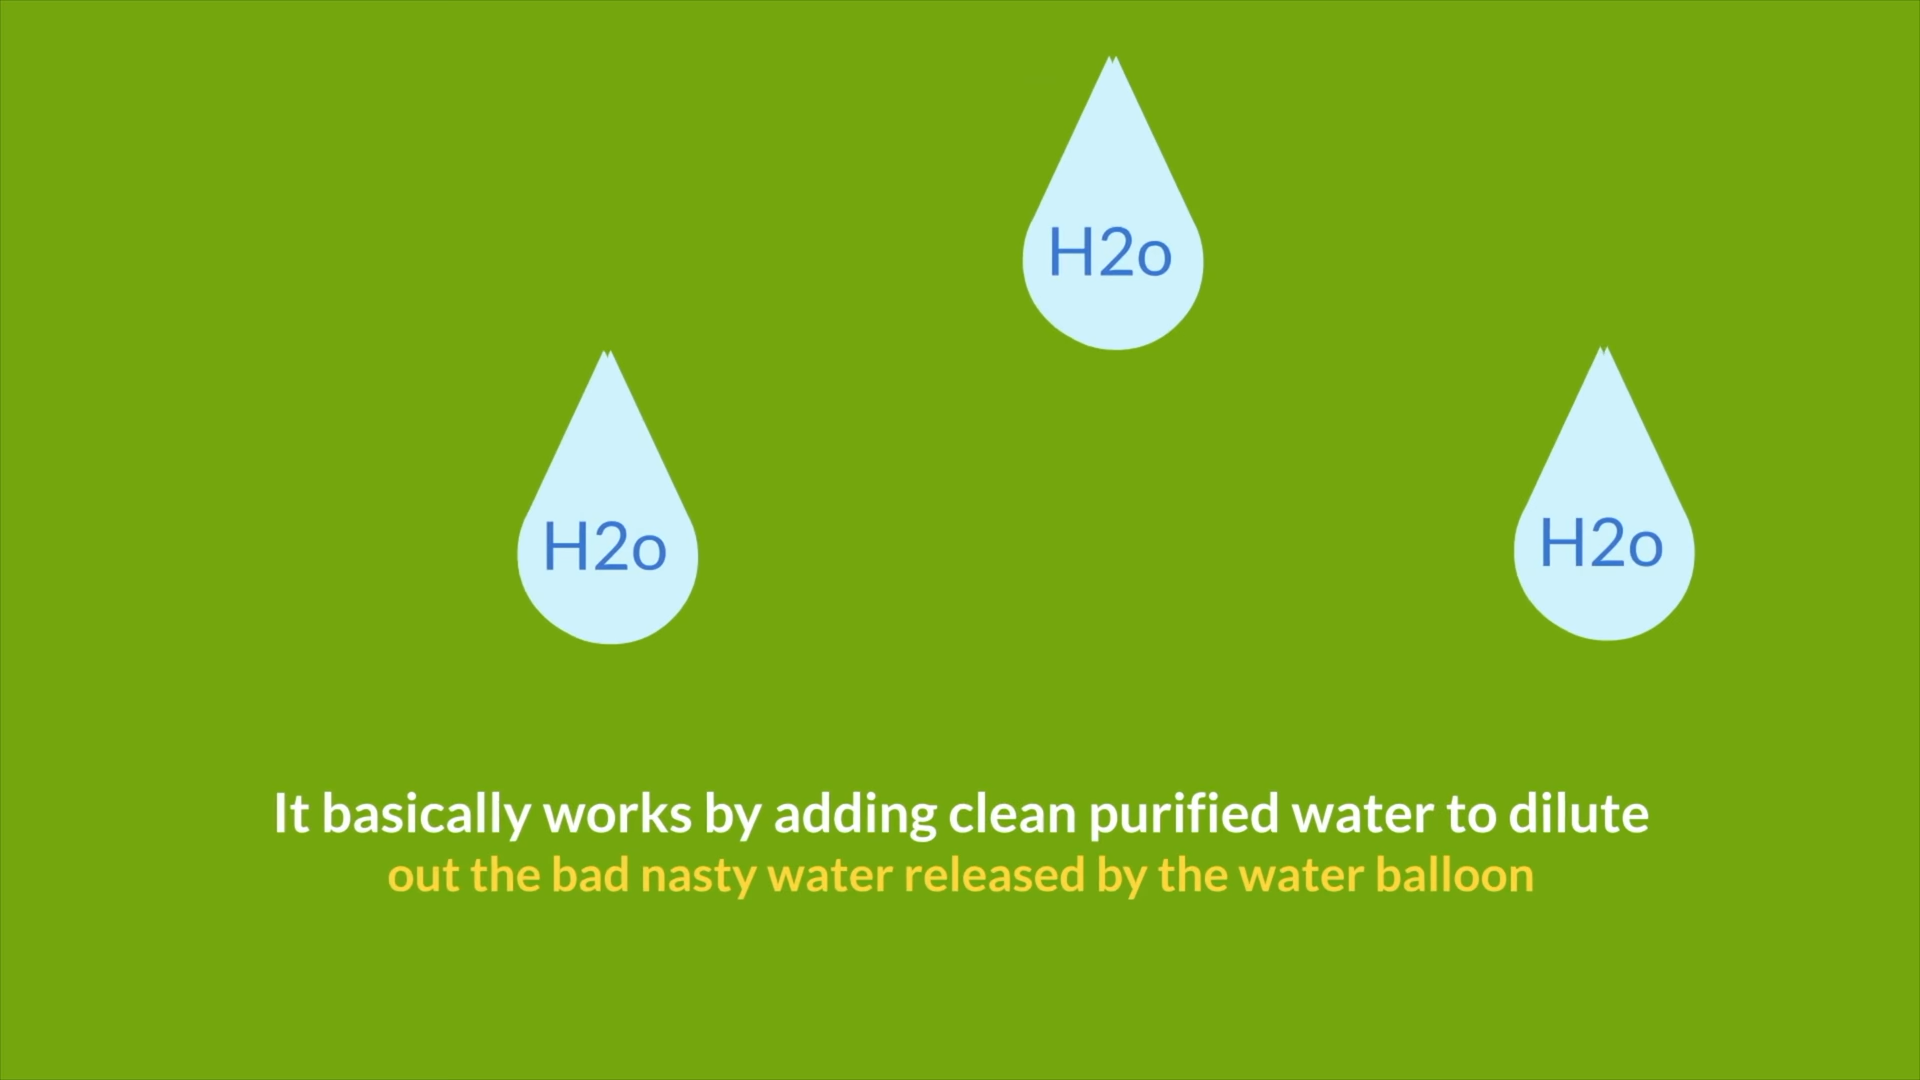 H2o
H2o
H2o
It basically works by adding clean purified water to dilute
out the bad nasty water released by the water balloon